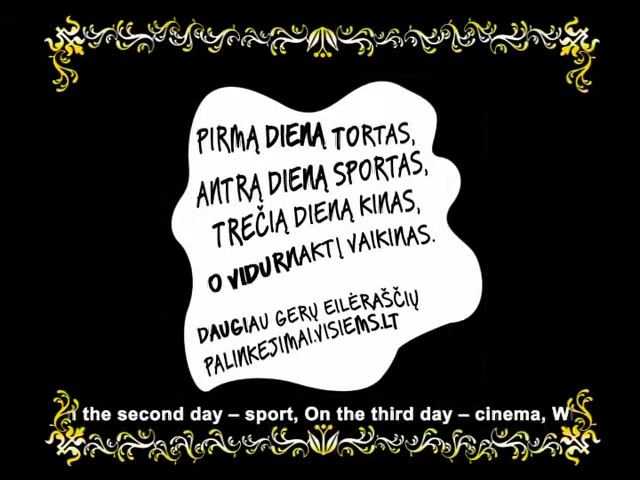 PIRMĄ DIENĄ TORTAS,
ANTRĄ DIENĄ SPORTAS,
TREČIĄ DIENĄ KINAS,
O VIDURNAKTĮ VAIKINAS.
DAUGIAU GERŲ EILĖRAŠČIŲ
PALINKEJIMAI.VISIEMS.LT
the second day – sport, On the third day – cinema, W